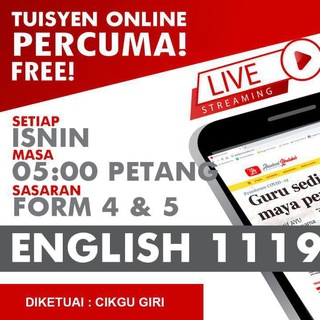 TUISYEN ONLINE
PERCUMA!
FREE!
LIVE
STREAMING
SETIAP
ISNIN
MASA
05:00 PETANG
SASARAN
FORM 4 & 5
Guru sedi
maya pe
ENGLISH 1119
DIKETUAI : CIKGU GIRI